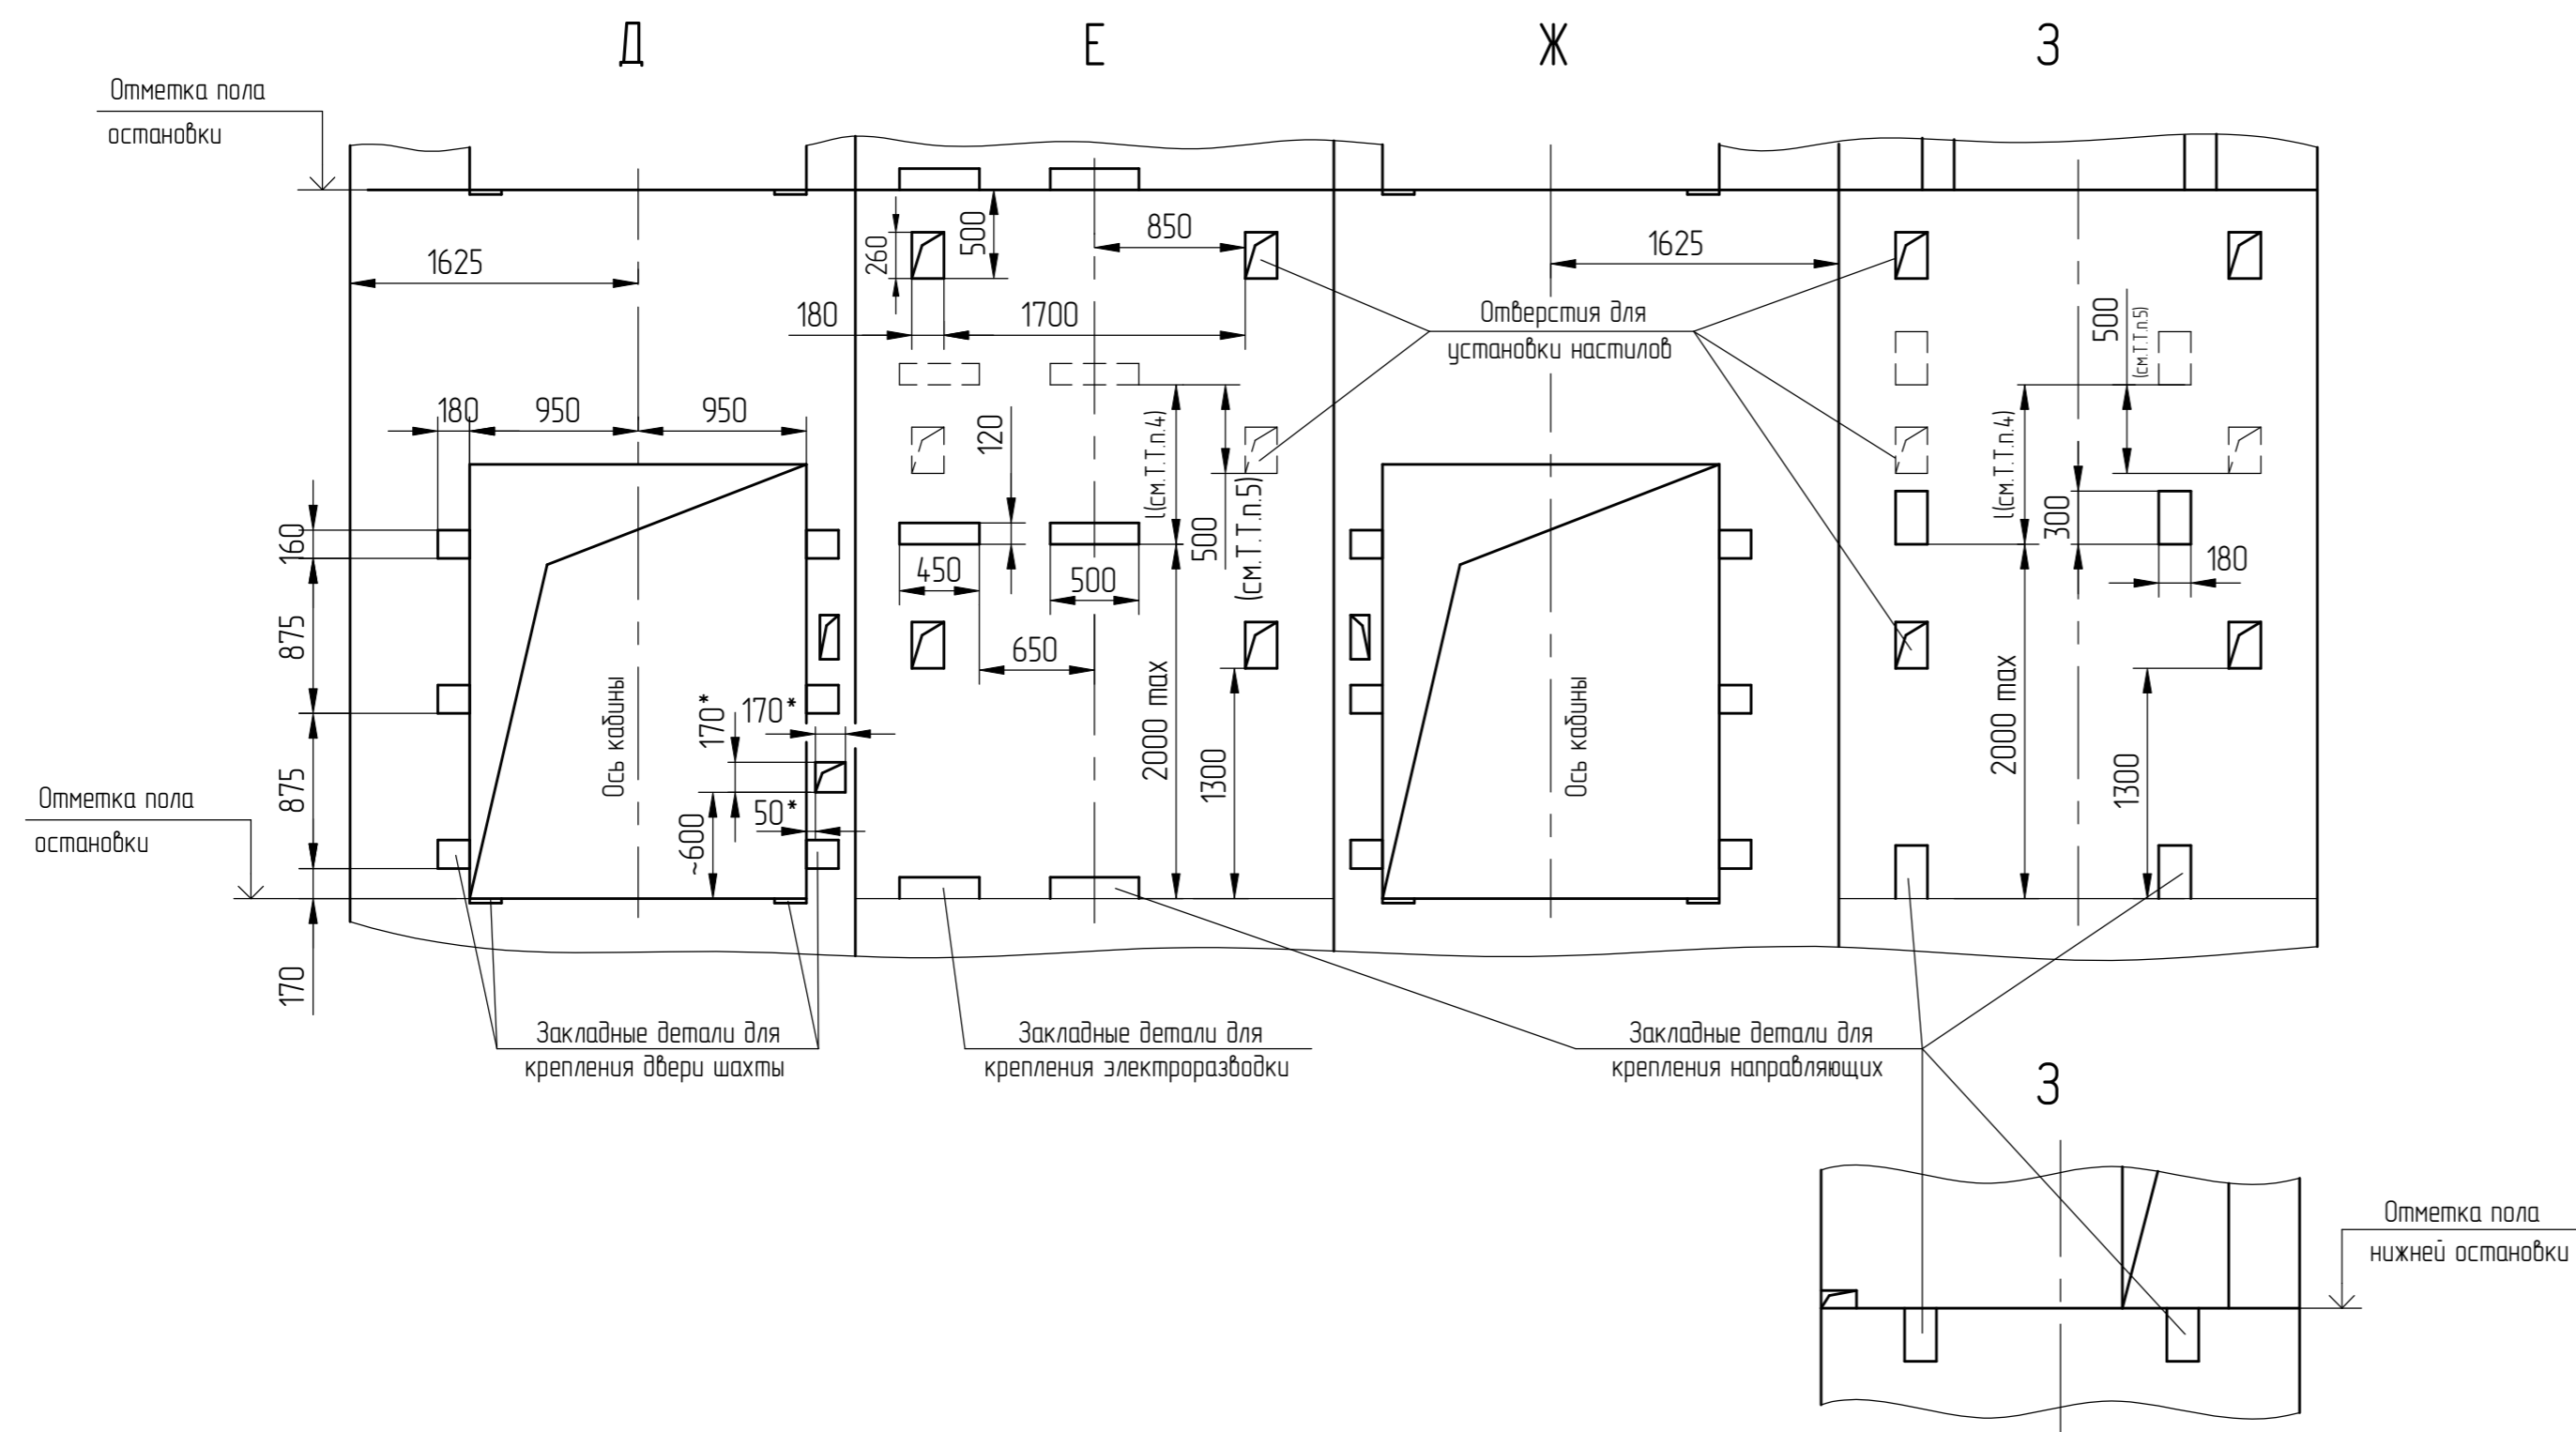 Д
Е
Ж
З
Отметка пола
остановки
500
850
260
1625
1625
180
1700
Отверстия для
установки настилов
500
(см.Т.Т.п.5)
180
950
950
120
l(см.Т.Т.п.4)
l(см.Т.Т.п.4)
500
(см.Т.Т.п.5)
160
300
450
500
180
875
650
Ось кабины
170*
170*
2000 max
1300
Ось кабины
2000 max
1300
Отметка пола
остановки
875
50*
~600
170
Закладные детали для
крепления двери шахты
Закладные детали для
крепления электроразводки
Закладные детали для
крепления направляющих
З
Отметка пола
нижней остановки